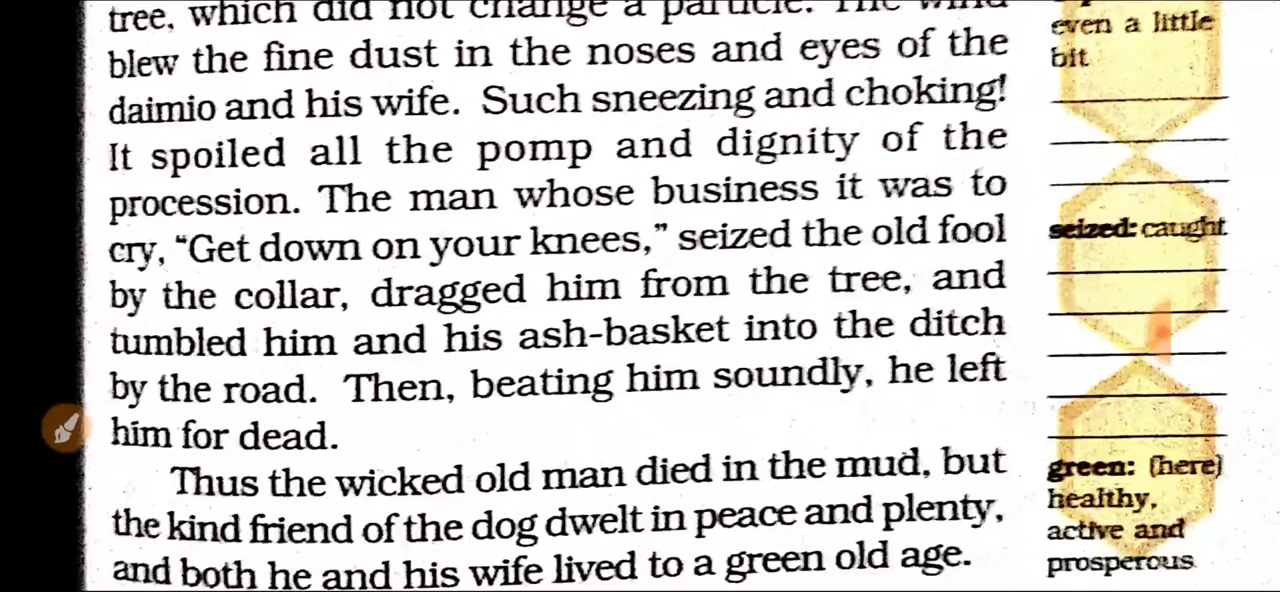 tree, which did not change a particle. The wind
blew the fine dust in the noses and eyes of the
daimio and his wife. Such sneezing and choking!
It spoiled all the pomp and dignity of the
procession. The man whose business it was to
cry, “Get down on your knees,” seized the old fool
by the collar, dragged him from the tree, and
tumbled him and his ash-basket into the ditch
by the road. Then, beating him soundly, he left
him for dead.
Thus the wicked old man died in the mud, but
the kind friend of the dog dwelt in peace and plenty,
and both he and his wife lived to a green old age.
even a little
bit
seized: caught
green: (here)
healthy,
active and
prosperous